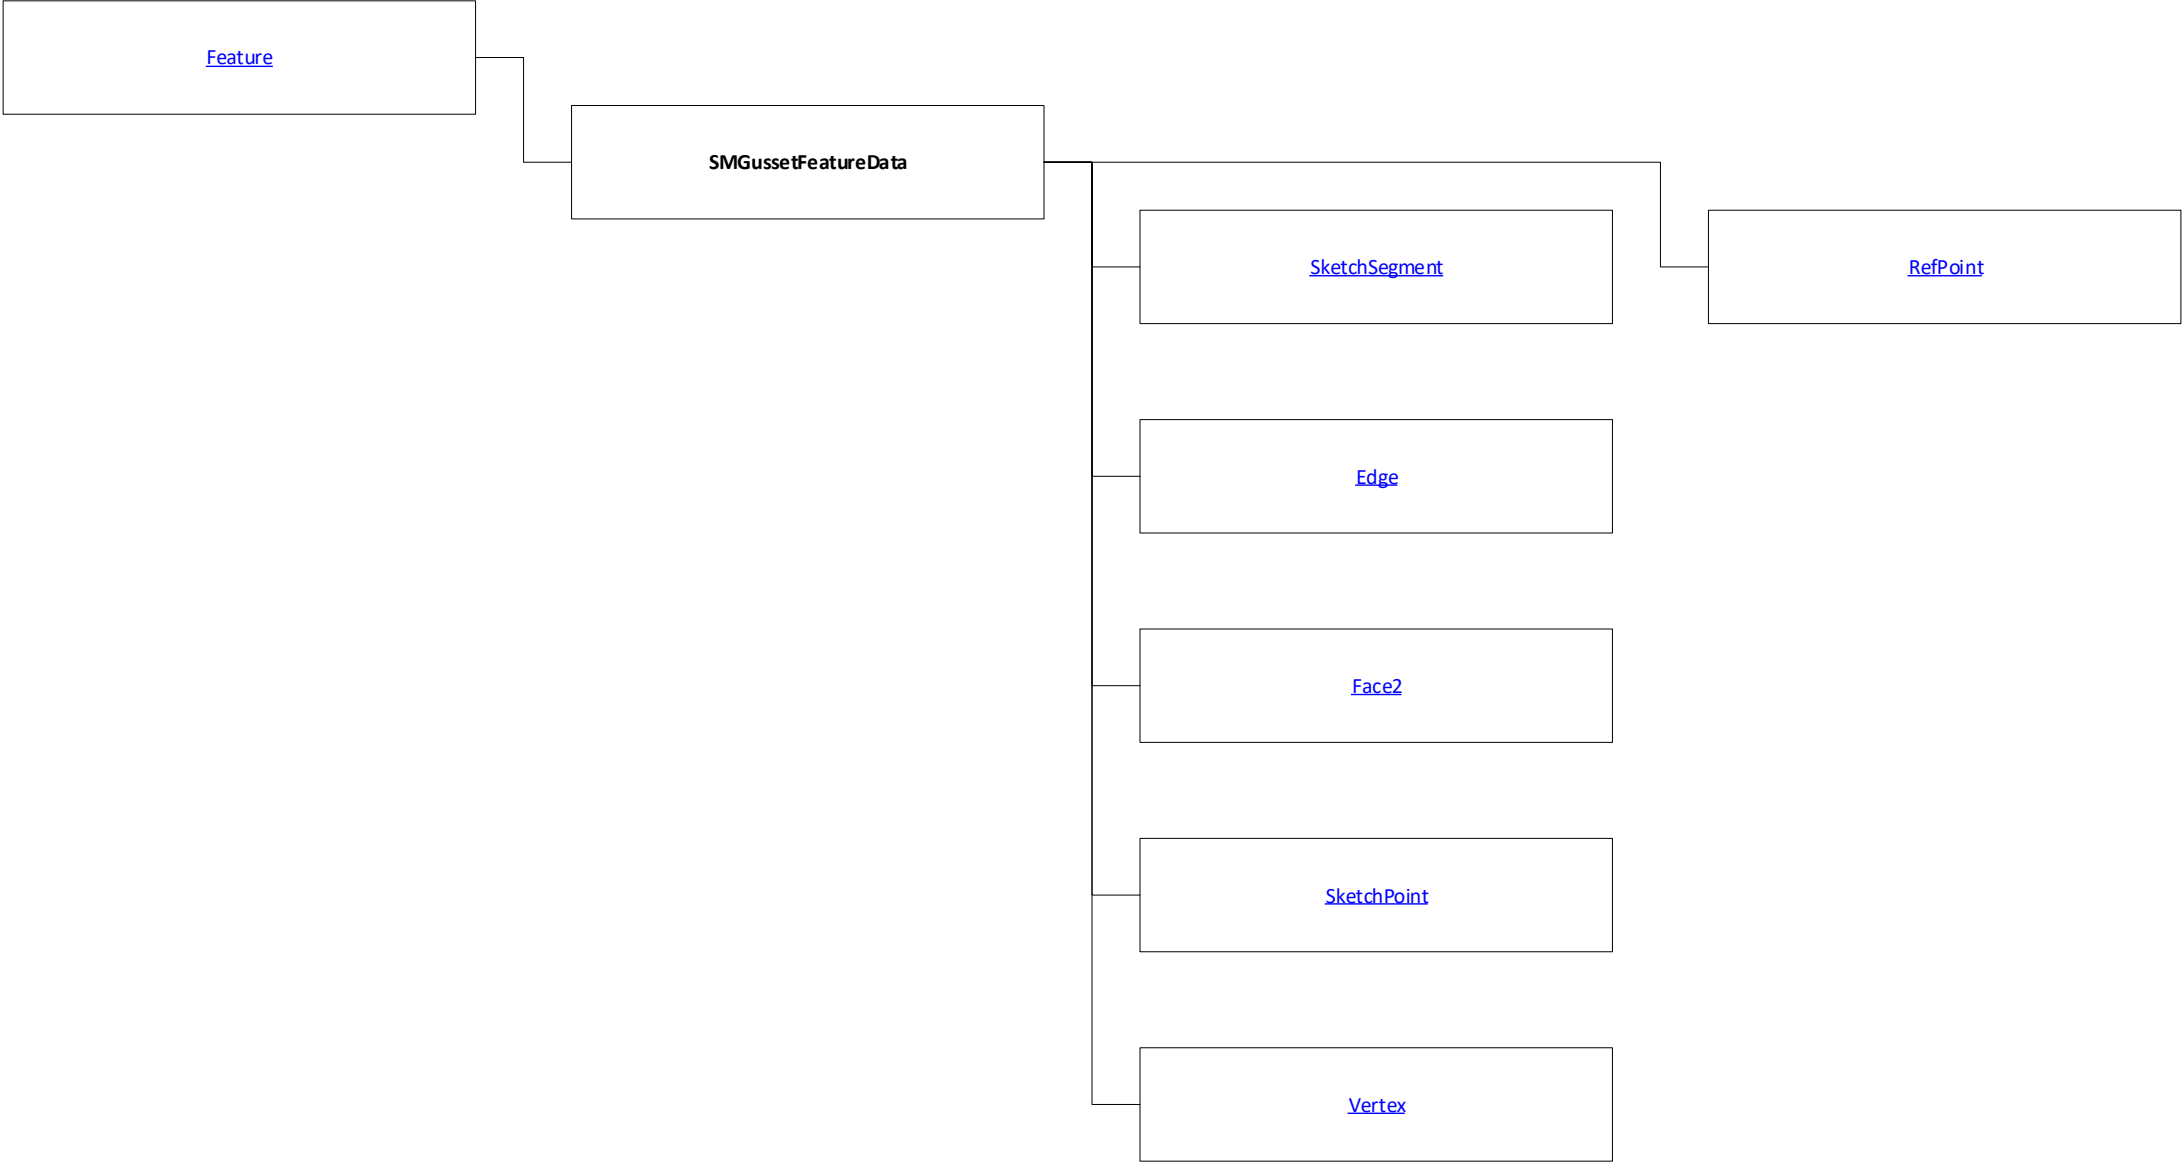 Feature
SMGussetFeatureData
SketchSegment
RefPoint
Edge
Face2
SketchPoint
Vertex